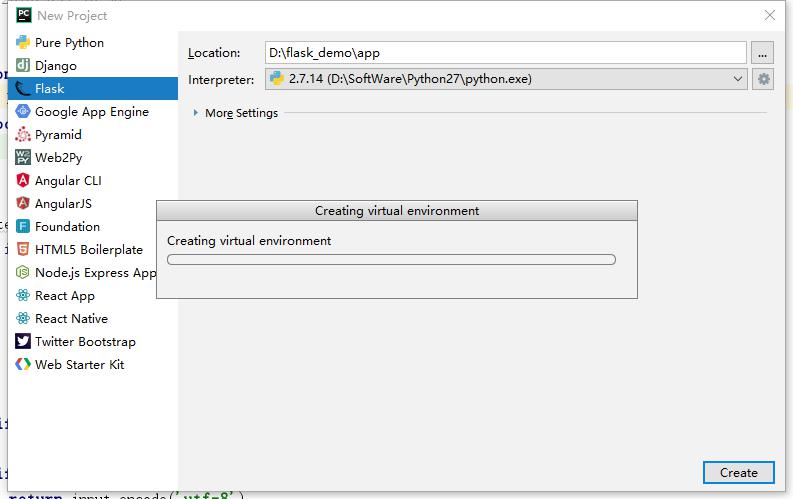 New Project
Pure Python
Django
Flask
Google App Engine
Pyramid
Web2Py
Angular CLI
AngularJS
Foundation
HTML5 Boilerplate
Node.js Express App
React App
React Native
Twitter Bootstrap
Web Starter Kit
Location: D:\flask_demo\app ...
Interpreter: 2.7.14 (D:\SoftWare\Python27\python.exe)
More Settings
Creating virtual environment
Creating virtual environment
Create
return input.encode('utf-8')